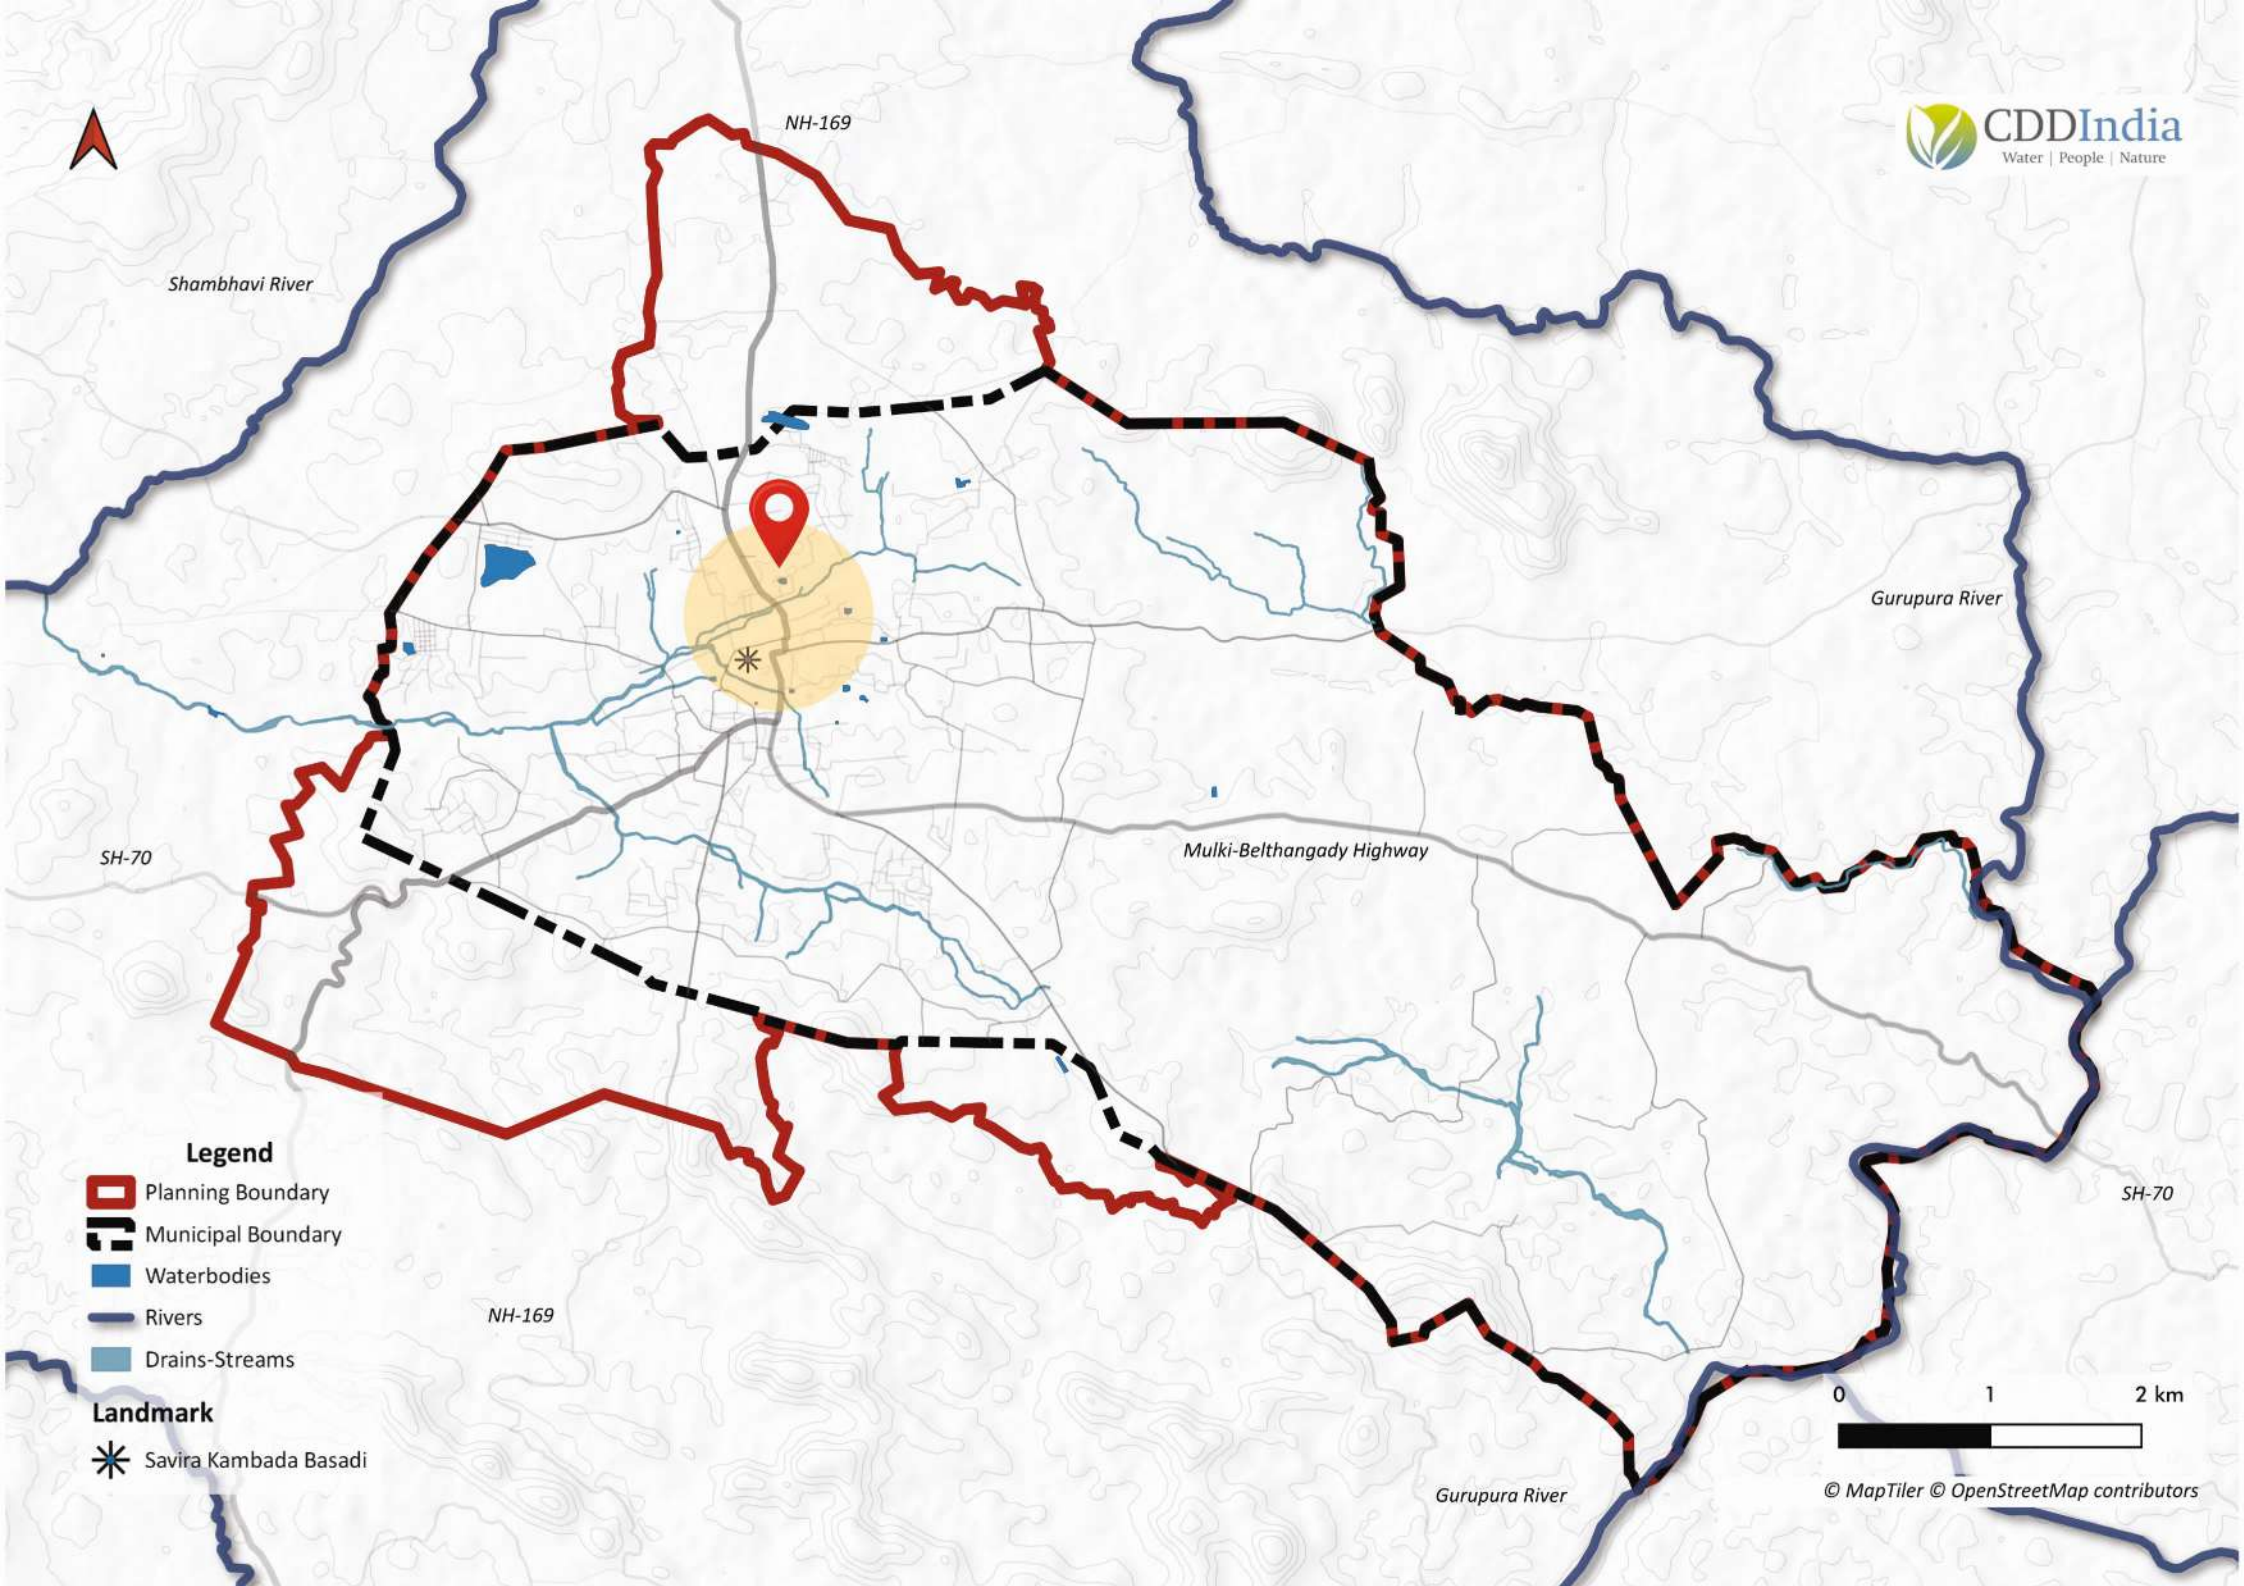 NH-169
CDDIndia
Water | People | Nature
Shambhavi River
Gurupura River
SH-70
Mulki-Belthangady Highway
SH-70
NH-169
Gurupura River
Legend
Planning Boundary
Municipal Boundary
Waterbodies
Rivers
Drains-Streams
Landmark
Savira Kambada Basadi
0 1 2 km
© MapTiler © OpenStreetMap contributors